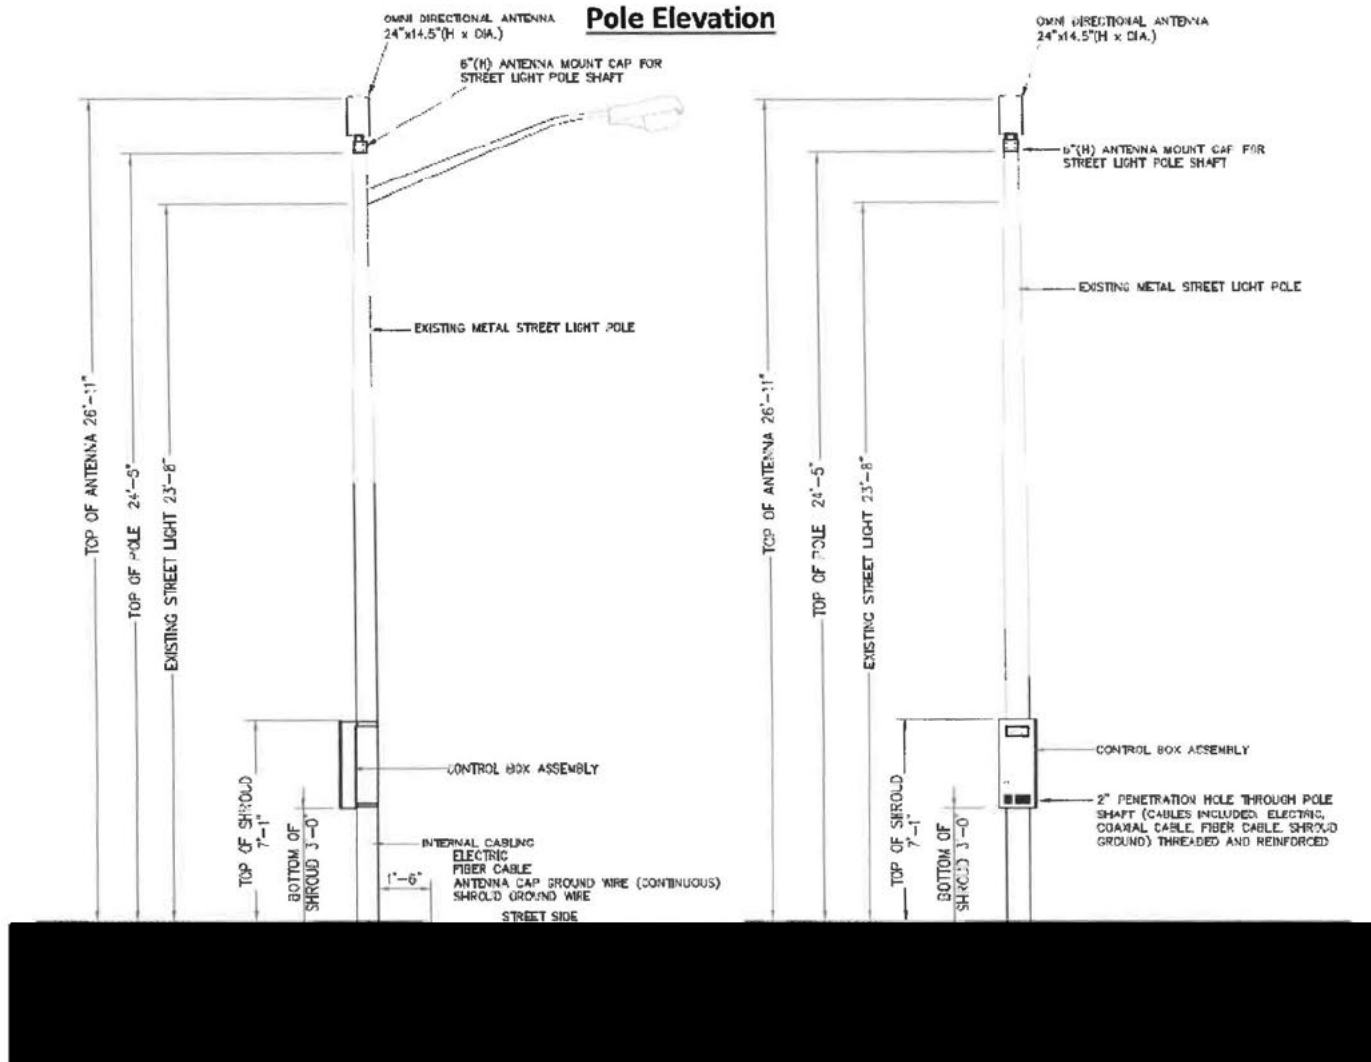 Pole Elevation
OMNI DIRECTIONAL ANTENNA
24"x14.5"(H x DIA.)
6"(H) ANTENNA MOUNT CAP FOR
STREET LIGHT POLE SHAFT
EXISTING METAL STREET LIGHT POLE
TOP OF ANTENNA 26'-11"
TOP OF POLE 24'-5"
EXISTING STREET LIGHT 23'-8"
CONTROL BOX ASSEMBLY
TOP OF SHROUD
7'-1"
BOTTOM OF
SHROUD 3'-0"
INTERNAL CABLING
ELECTRIC
FIBER CABLE
ANTENNA CAP GROUND WIRE (CONTINUOUS)
SHROUD GROUND WIRE
1'-6"
STREET SIDE
OMNI DIRECTIONAL ANTENNA
24"x14.5"(H x DIA.)
6"(H) ANTENNA MOUNT CAP FOR
STREET LIGHT POLE SHAFT
EXISTING METAL STREET LIGHT POLE
TOP OF ANTENNA 26'-11"
TOP OF POLE 24'-5"
EXISTING STREET LIGHT 23'-8"
CONTROL BOX ASSEMBLY
2" PENETRATION HOLE THROUGH POLE
SHAFT (CABLES INCLUDED: ELECTRIC,
COAXIAL CABLE, FIBER CABLE, SHROUD
GROUND) THREADED AND REINFORCED
TOP OF SHROUD
7'-1"
BOTTOM OF
SHROUD 3'-0"